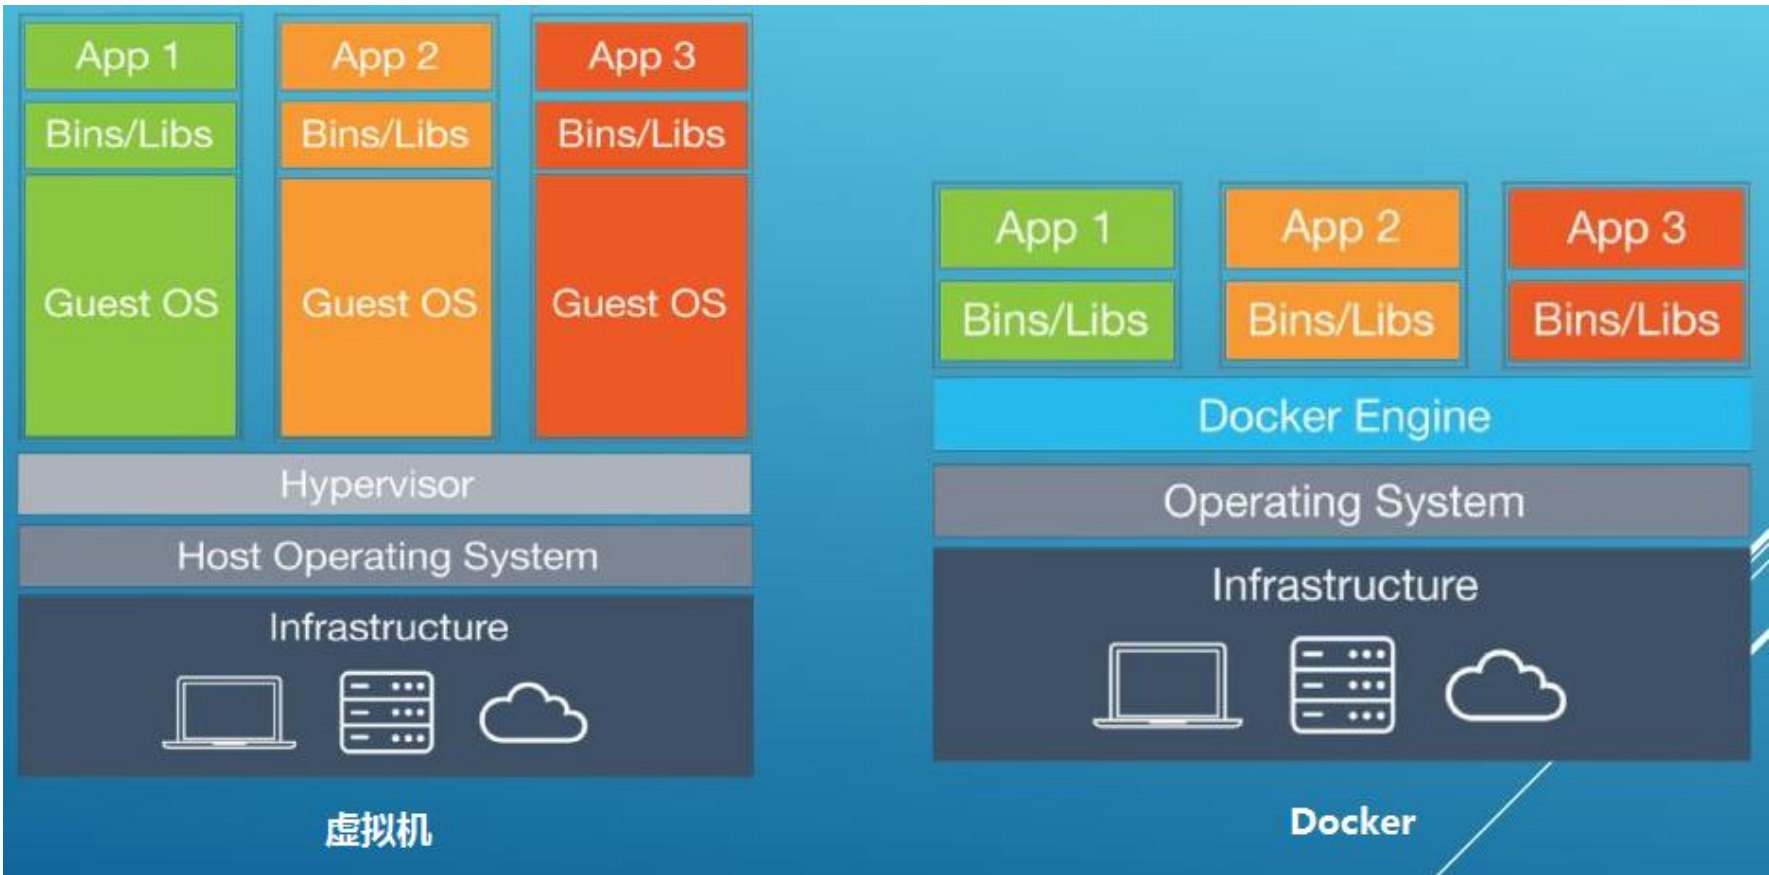 App 1
App 2
App 3
Bins/Libs
Bins/Libs
Bins/Libs
Guest OS
Guest OS
Guest OS
Hypervisor
Host Operating System
Infrastructure
虚拟机
App 1
App 2
App 3
Bins/Libs
Bins/Libs
Bins/Libs
Docker Engine
Operating System
Infrastructure
Docker